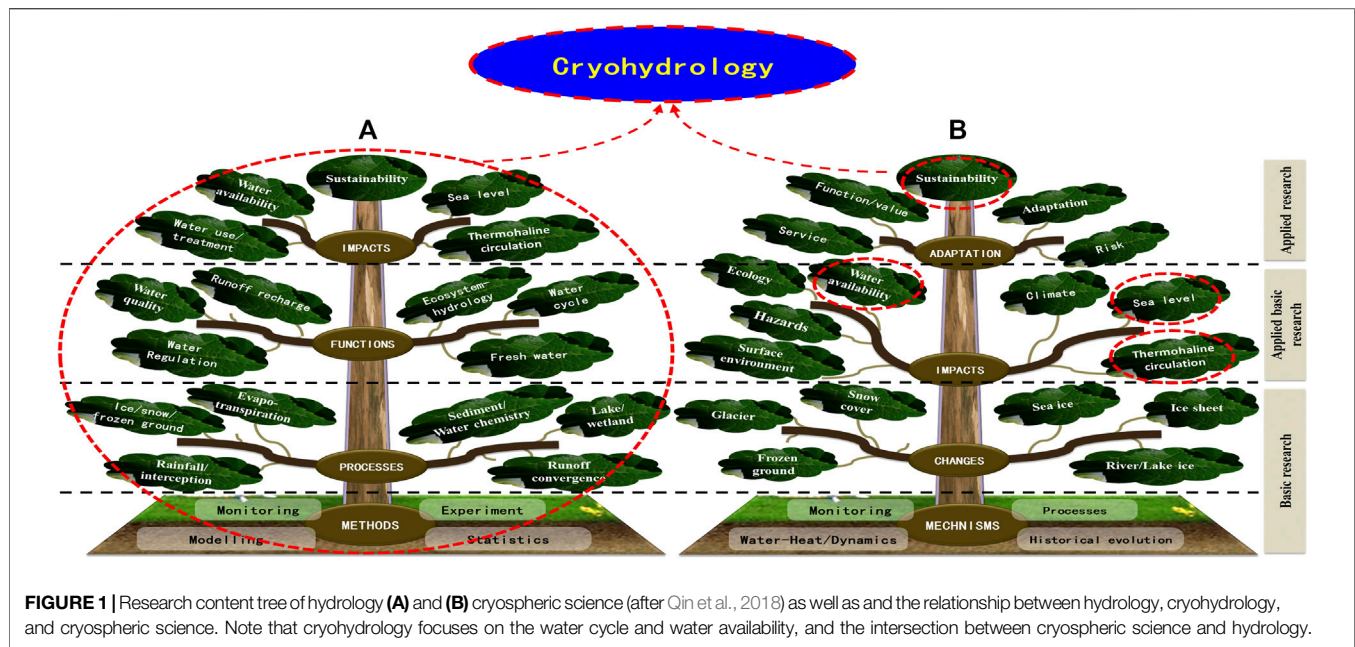 Cryohydrology
A
B
Sustainability
Water
availability
Sea level
Water use/
treatment
Thermohaline
circulation
IMPACTS
Water
quality
Runoff recharge
Ecosystem-
hydrology
Water
cycle
FUNCTIONS
Water
Regulation
Fresh water
Ice/snow/
frozen ground
Evapo-
transpiration
Sediment/
Water chemistry
Lake/
wetland
PROCESSES
Rainfall/
interception
Runoff
convergence
Monitoring
Experiment
METHODS
Modelling
Statistics
Sustainability
Function/value
Adaptation
Service
Risk
ADAPTATION
Ecology
Water
availability
Climate
Sea level
Hazards
Surface
environment
Thermohaline
circulation
IMPACTS
Glacier
Snow
cover
Sea ice
Ice sheet
Frozen
ground
CHANGES
River/Lake ice
Monitoring
Processes
MECHNISMS
Water-Heat/Dynamics
Historical evolution
Applied research
Applied basic
research
Basic research
FIGURE 1 | Research content tree of hydrology (A) and (B) cryospheric science (after Qin et al., 2018) as well as and the relationship between hydrology, cryohydrology,
and cryospheric science. Note that cryohydrology focuses on the water cycle and water availability, and the intersection between cryospheric science and hydrology.